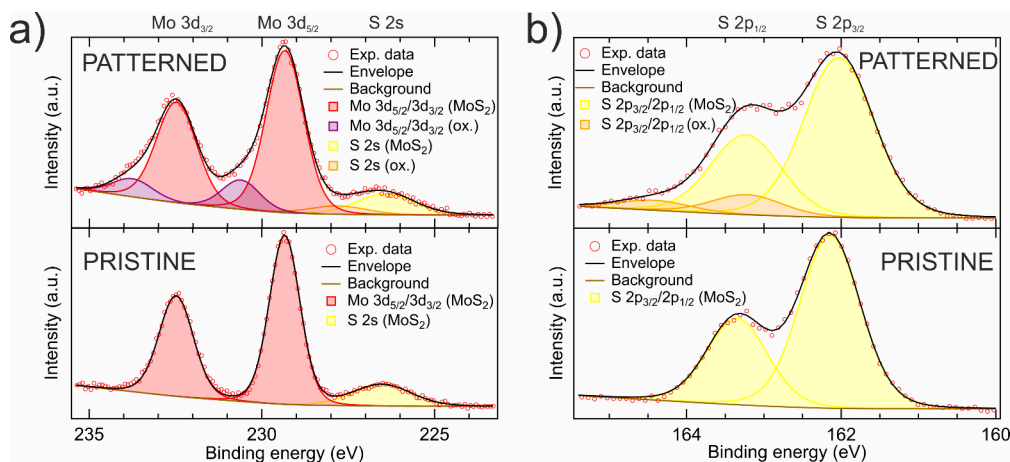 a)
Mo 3d3/2
Mo 3d5/2
S 2s
PATTERNED
Exp. data
Envelope
Background
Mo 3d5/2/3d3/2 (MoS2)
Mo 3d5/2/3d3/2 (ox.)
S 2s (MoS2)
S 2s (ox.)
Intensity (a.u.)
PRISTINE
Exp. data
Envelope
Background
Mo 3d5/2/3d3/2 (MoS2)
S 2s (MoS2)
Intensity (a.u.)
235
230
225
Binding energy (eV)
b)
S 2p1/2
S 2p3/2
Exp. data
Envelope
Background
S 2p3/2/2p1/2 (MoS2)
S 2p3/2/2p1/2 (ox.)
PATTERNED
Intensity (a.u.)
Exp. data
Envelope
Background
S 2p3/2/2p1/2 (MoS2)
PRISTINE
Intensity (a.u.)
164
162
160
Binding energy (eV)